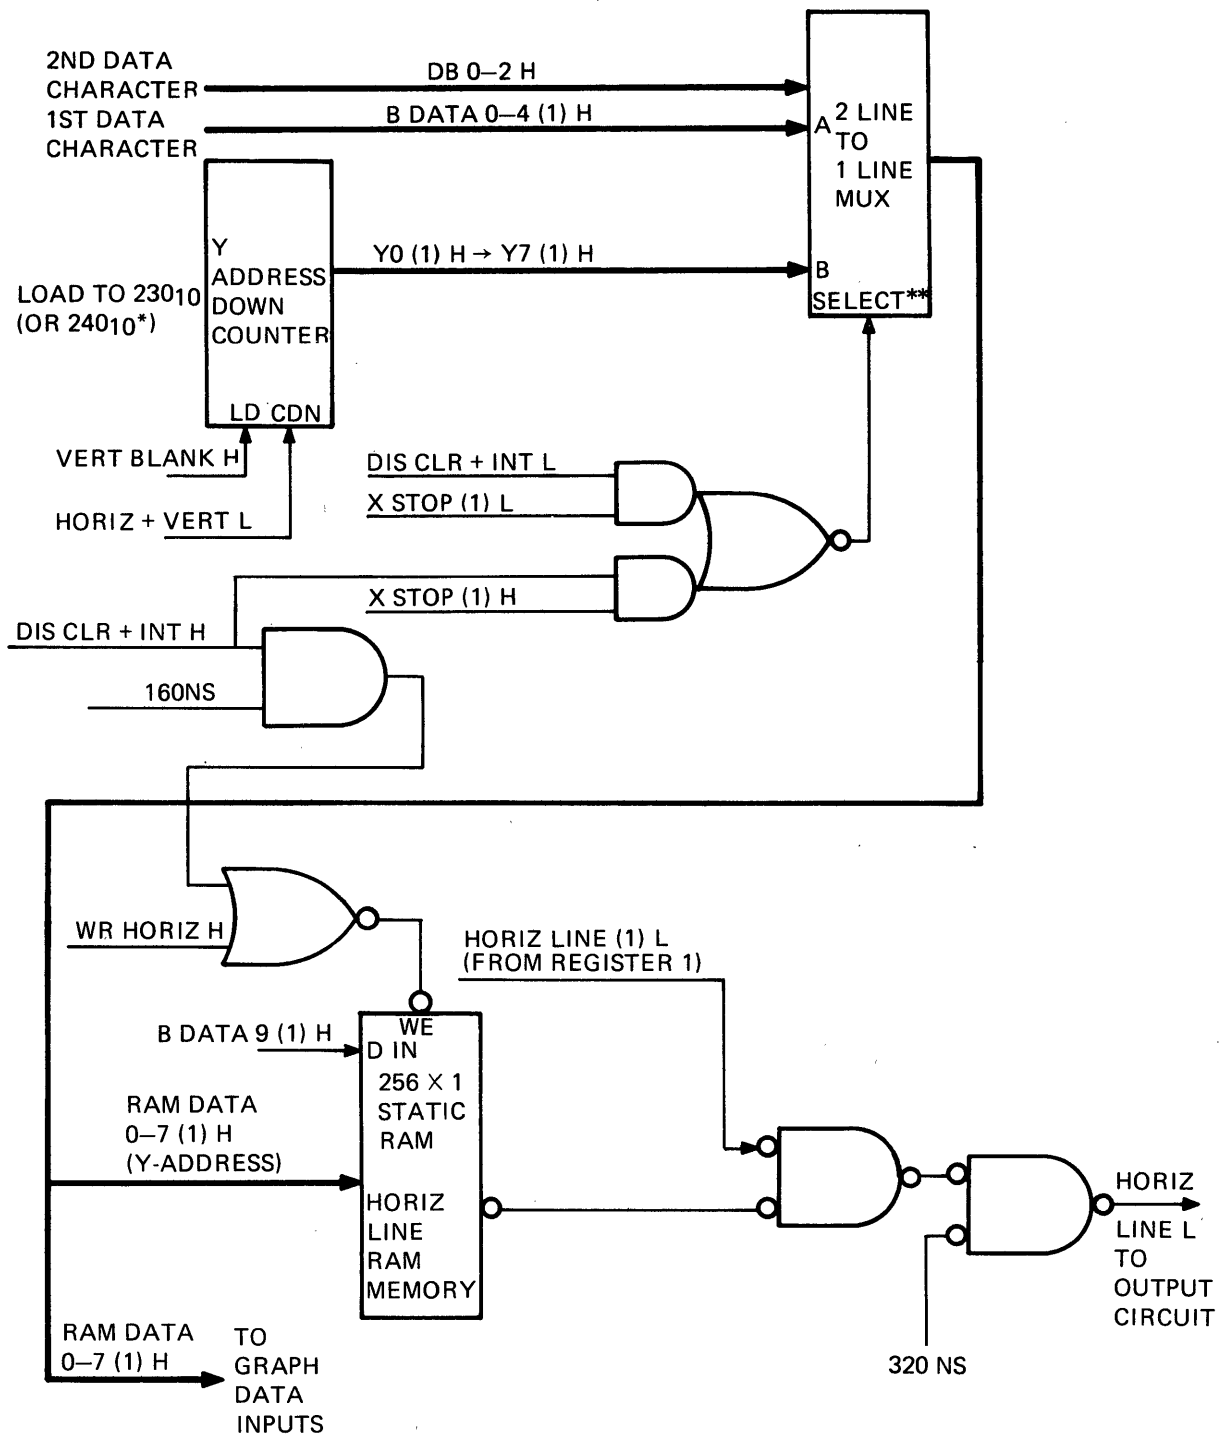 2ND DATA
CHARACTER
1ST DATA
CHARACTER
DB 0–2 H
B DATA 0–4 (1) H
A
2 LINE
TO
1 LINE
MUX
B
SELECT**
Y
ADDRESS
DOWN
COUNTER
LD CDN
Y0 (1) H → Y7 (1) H
LOAD TO 23010
(OR 24010*)
VERT BLANK H
HORIZ + VERT L
DIS CLR + INT L
X STOP (1) L
X STOP (1) H
DIS CLR + INT H
160NS
WR HORIZ H
HORIZ LINE (1) L
(FROM REGISTER 1)
B DATA 9 (1) H
WE
D IN
256 X 1
STATIC
RAM
HORIZ
LINE
RAM
MEMORY
RAM DATA
0–7 (1) H
(Y-ADDRESS)
HORIZ
LINE L
TO
OUTPUT
CIRCUIT
320 NS
RAM DATA
0–7 (1) H
TO
GRAPH
DATA
INPUTS